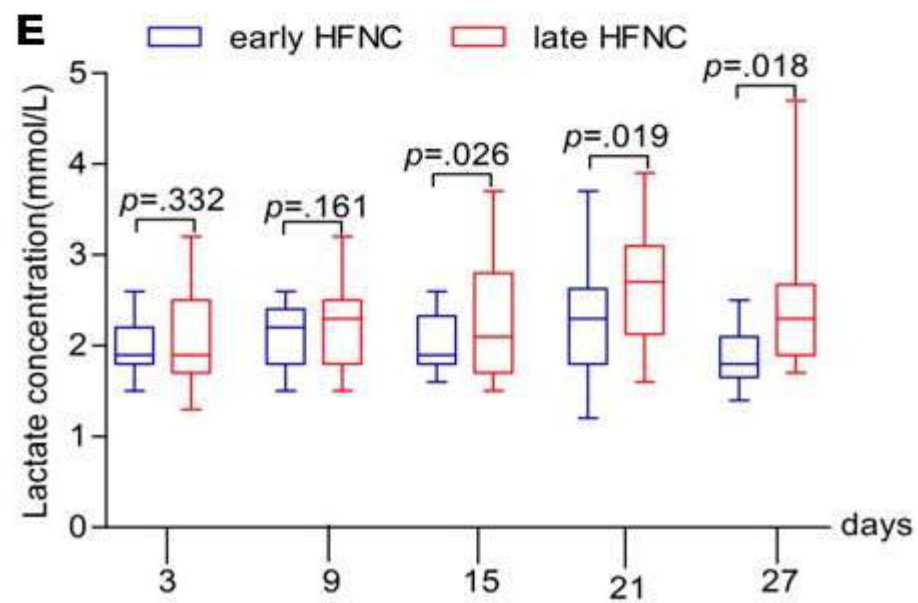 E
early HFNC late HFNC
Lactate concentration(mmol/L)
5
4
3
2
1
0
p=.332
p=.161
p=.026
p=.019
p=.018
3 9 15 21 27
days